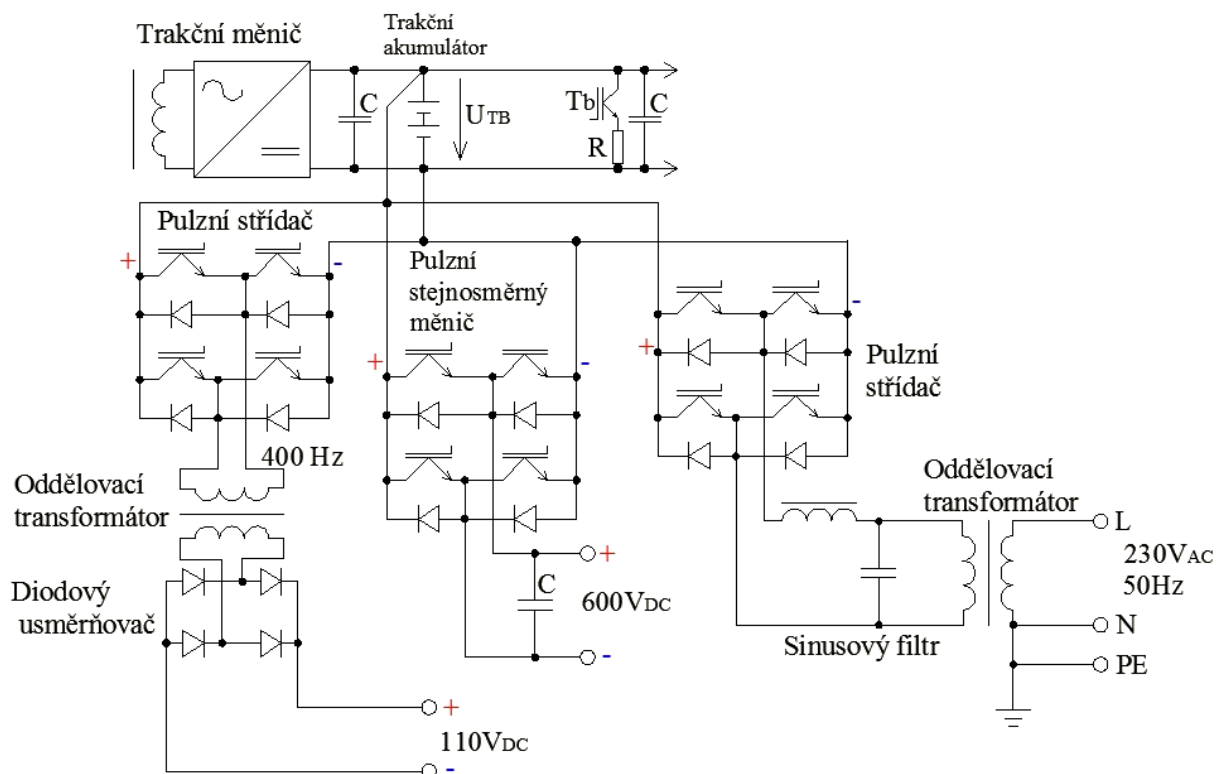 Trakční měnič
Trakční
akumulátor
C
UTB
Tb
R
C
Pulzní střídač
+
-
Pulzní
stejnosměrný
měnič
+
-
+
-
Pulzní
střídač
400 Hz
Oddělovací
transformátor
Diodový
usměrňovač
+
110VDC
-
C
+
600VDC
-
Sinusový filtr
Oddělovací
transformátor
L
230VAC
50Hz
N
PE